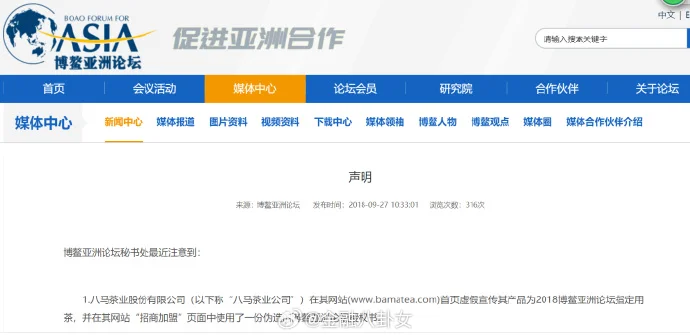 BOAO FORUM FOR
ASIA
博鳌亚洲论坛
促进亚洲合作
中文 | E
请输入搜索关键字
首页 会议活动 媒体中心 论坛会员 研究院 合作伙伴 关于论坛
媒体中心 新闻中心 媒体报道 图片资料 视频资料 下载中心 媒体领袖 博鳌人物 博鳌观点 媒体圈 媒体合作伙伴介绍
声明
来源：博鳌亚洲论坛 发布时间：2018-09-27 10:33:01 浏览次数：316次
博鳌亚洲论坛秘书处最近注意到：
1.八马茶业股份有限公司（以下称“八马茶业公司”）在其网站(www.bamatea.com)首页虚假宣传其产品为2018博鳌亚洲论坛指定用
茶，并在其网站“招商加盟”页面中使用了一份伪造
@金融八卦女